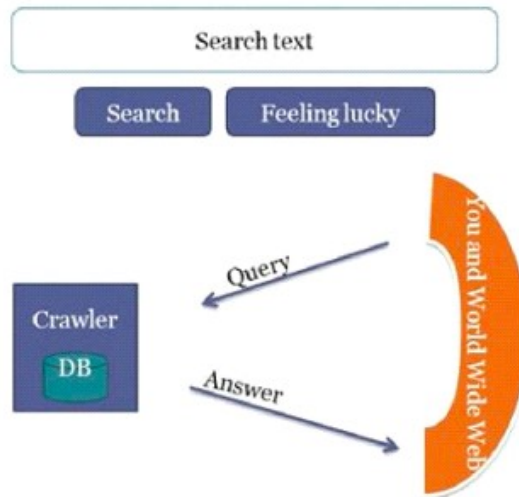 Search text
Search
Feeling lucky
Query
Crawler
DB
Answer
You and World Wide Web